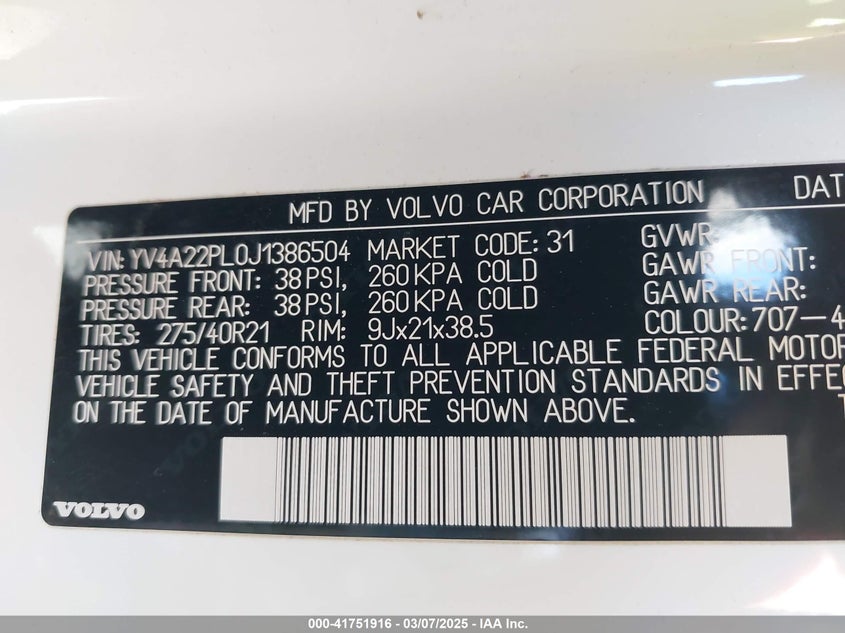 MFD BY VOLVO CAR CORPORATION DAT
VIN: YV4A22PL0J1386504 MARKET CODE: 31 GVWR:
PRESSURE FRONT: 38 PSI, 260 KPA COLD GAWR FRONT:
PRESSURE REAR: 38 PSI, 260 KPA COLD GAWR REAR:
TIRES: 275/40R21 RIM: 9Jx21x38.5 COLOUR: 707-4
THIS VEHICLE CONFORMS TO ALL APPLICABLE FEDERAL MOTOR
VEHICLE SAFETY AND THEFT PREVENTION STANDARDS IN EFFEC
ON THE DATE OF MANUFACTURE SHOWN ABOVE. T
VOLVO
000-41751916 — 03/07/2025 — IAA Inc.